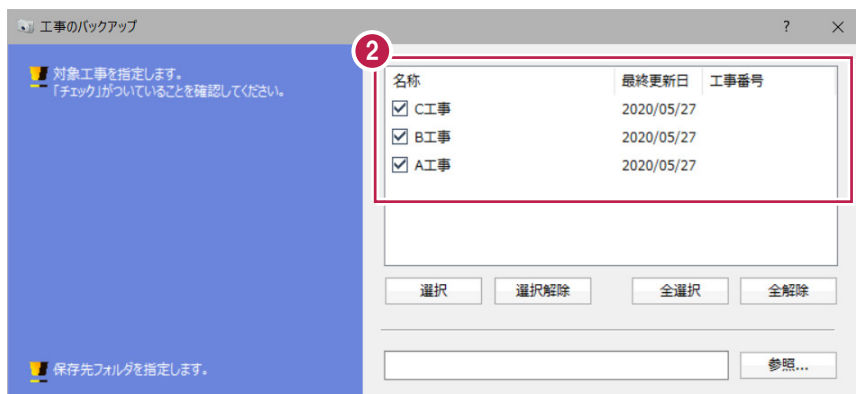 工事のバックアップ
? ×
2
対象工事を指定します。
「チェック」がついていることを確認してください。
名称 最終更新日 工事番号
C工事 2020/05/27
B工事 2020/05/27
A工事 2020/05/27
選択 選択解除 全選択 全解除
保存先フォルダを指定します。
参照...